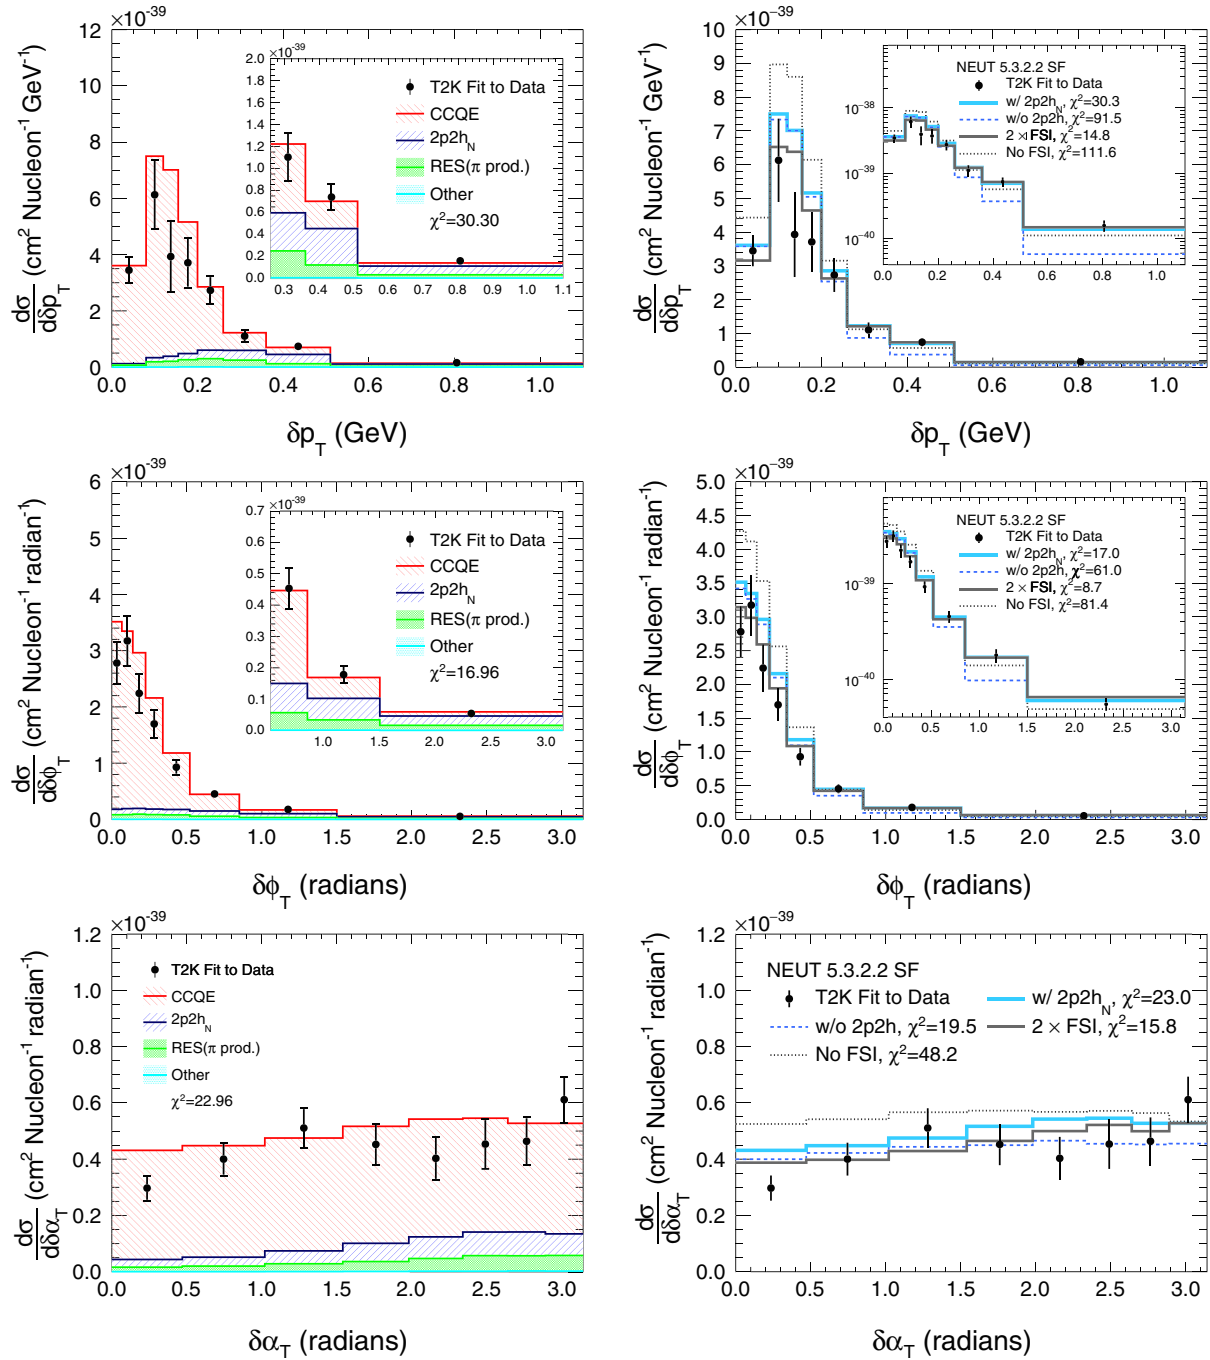 ×10⁻³⁹
dσ/dδp_T (cm² Nucleon⁻¹ GeV⁻¹)
12
10
8
6
4
2
0
0.0 0.2 0.4 0.6 0.8 1.0
δp_T (GeV)
×10⁻³⁹
2.0
1.8
1.6
1.4
1.2
1.0
0.8
0.6
0.4
0.2
0.0
0.3 0.4 0.5 0.6 0.7 0.8 0.9 1.0 1.1
T2K Fit to Data
CCQE
2p2h_N
RES(π prod.)
Other
χ²=30.30
×10⁻³⁹
dσ/dδp_T (cm² Nucleon⁻¹ GeV⁻¹)
10
9
8
7
6
5
4
3
2
1
0
0.0 0.2 0.4 0.6 0.8 1.0
δp_T (GeV)
NEUT 5.3.2.2 SF
T2K Fit to Data
w/ 2p2h_N, χ²=30.3
w/o 2p2h, χ²=91.5
2 × FSI, χ²=14.8
No FSI, χ²=111.6
10⁻³⁸
10⁻³⁹
10⁻⁴⁰
0.0 0.2 0.4 0.6 0.8 1.0
×10⁻³⁹
dσ/dδϕ_T (cm² Nucleon⁻¹ radian⁻¹)
6
5
4
3
2
1
0
0.0 0.5 1.0 1.5 2.0 2.5 3.0
δϕ_T (radians)
×10⁻³⁹
0.7
0.6
0.5
0.4
0.3
0.2
0.1
0.0
1.0 1.5 2.0 2.5 3.0
T2K Fit to Data
CCQE
2p2h_N
RES(π prod.)
Other
χ²=16.96
×10⁻³⁹
dσ/dδϕ_T (cm² Nucleon⁻¹ radian⁻¹)
5.0
4.5
4.0
3.5
3.0
2.5
2.0
1.5
1.0
0.5
0.0
0.0 0.5 1.0 1.5 2.0 2.5 3.0
δϕ_T (radians)
NEUT 5.3.2.2 SF
T2K Fit to Data
w/ 2p2h_N, χ²=17.0
w/o 2p2h, χ²=61.0
2 × FSI, χ²=8.7
No FSI, χ²=81.4
10⁻³⁹
10⁻⁴⁰
0.0 0.5 1.0 1.5 2.0 2.5 3.0
×10⁻³⁹
dσ/dδα_T (cm² Nucleon⁻¹ radian⁻¹)
1.2
1.0
0.8
0.6
0.4
0.2
0.0
0.0 0.5 1.0 1.5 2.0 2.5 3.0
δα_T (radians)
T2K Fit to Data
CCQE
2p2h_N
RES(π prod.)
Other
χ²=22.96
×10⁻³⁹
dσ/dδα_T (cm² Nucleon⁻¹ radian⁻¹)
1.2
1.0
0.8
0.6
0.4
0.2
0.0
0.0 0.5 1.0 1.5 2.0 2.5 3.0
δα_T (radians)
NEUT 5.3.2.2 SF
T2K Fit to Data
w/ 2p2h_N, χ²=23.0
w/o 2p2h, χ²=19.5
2 × FSI, χ²=15.8
No FSI, χ²=48.2